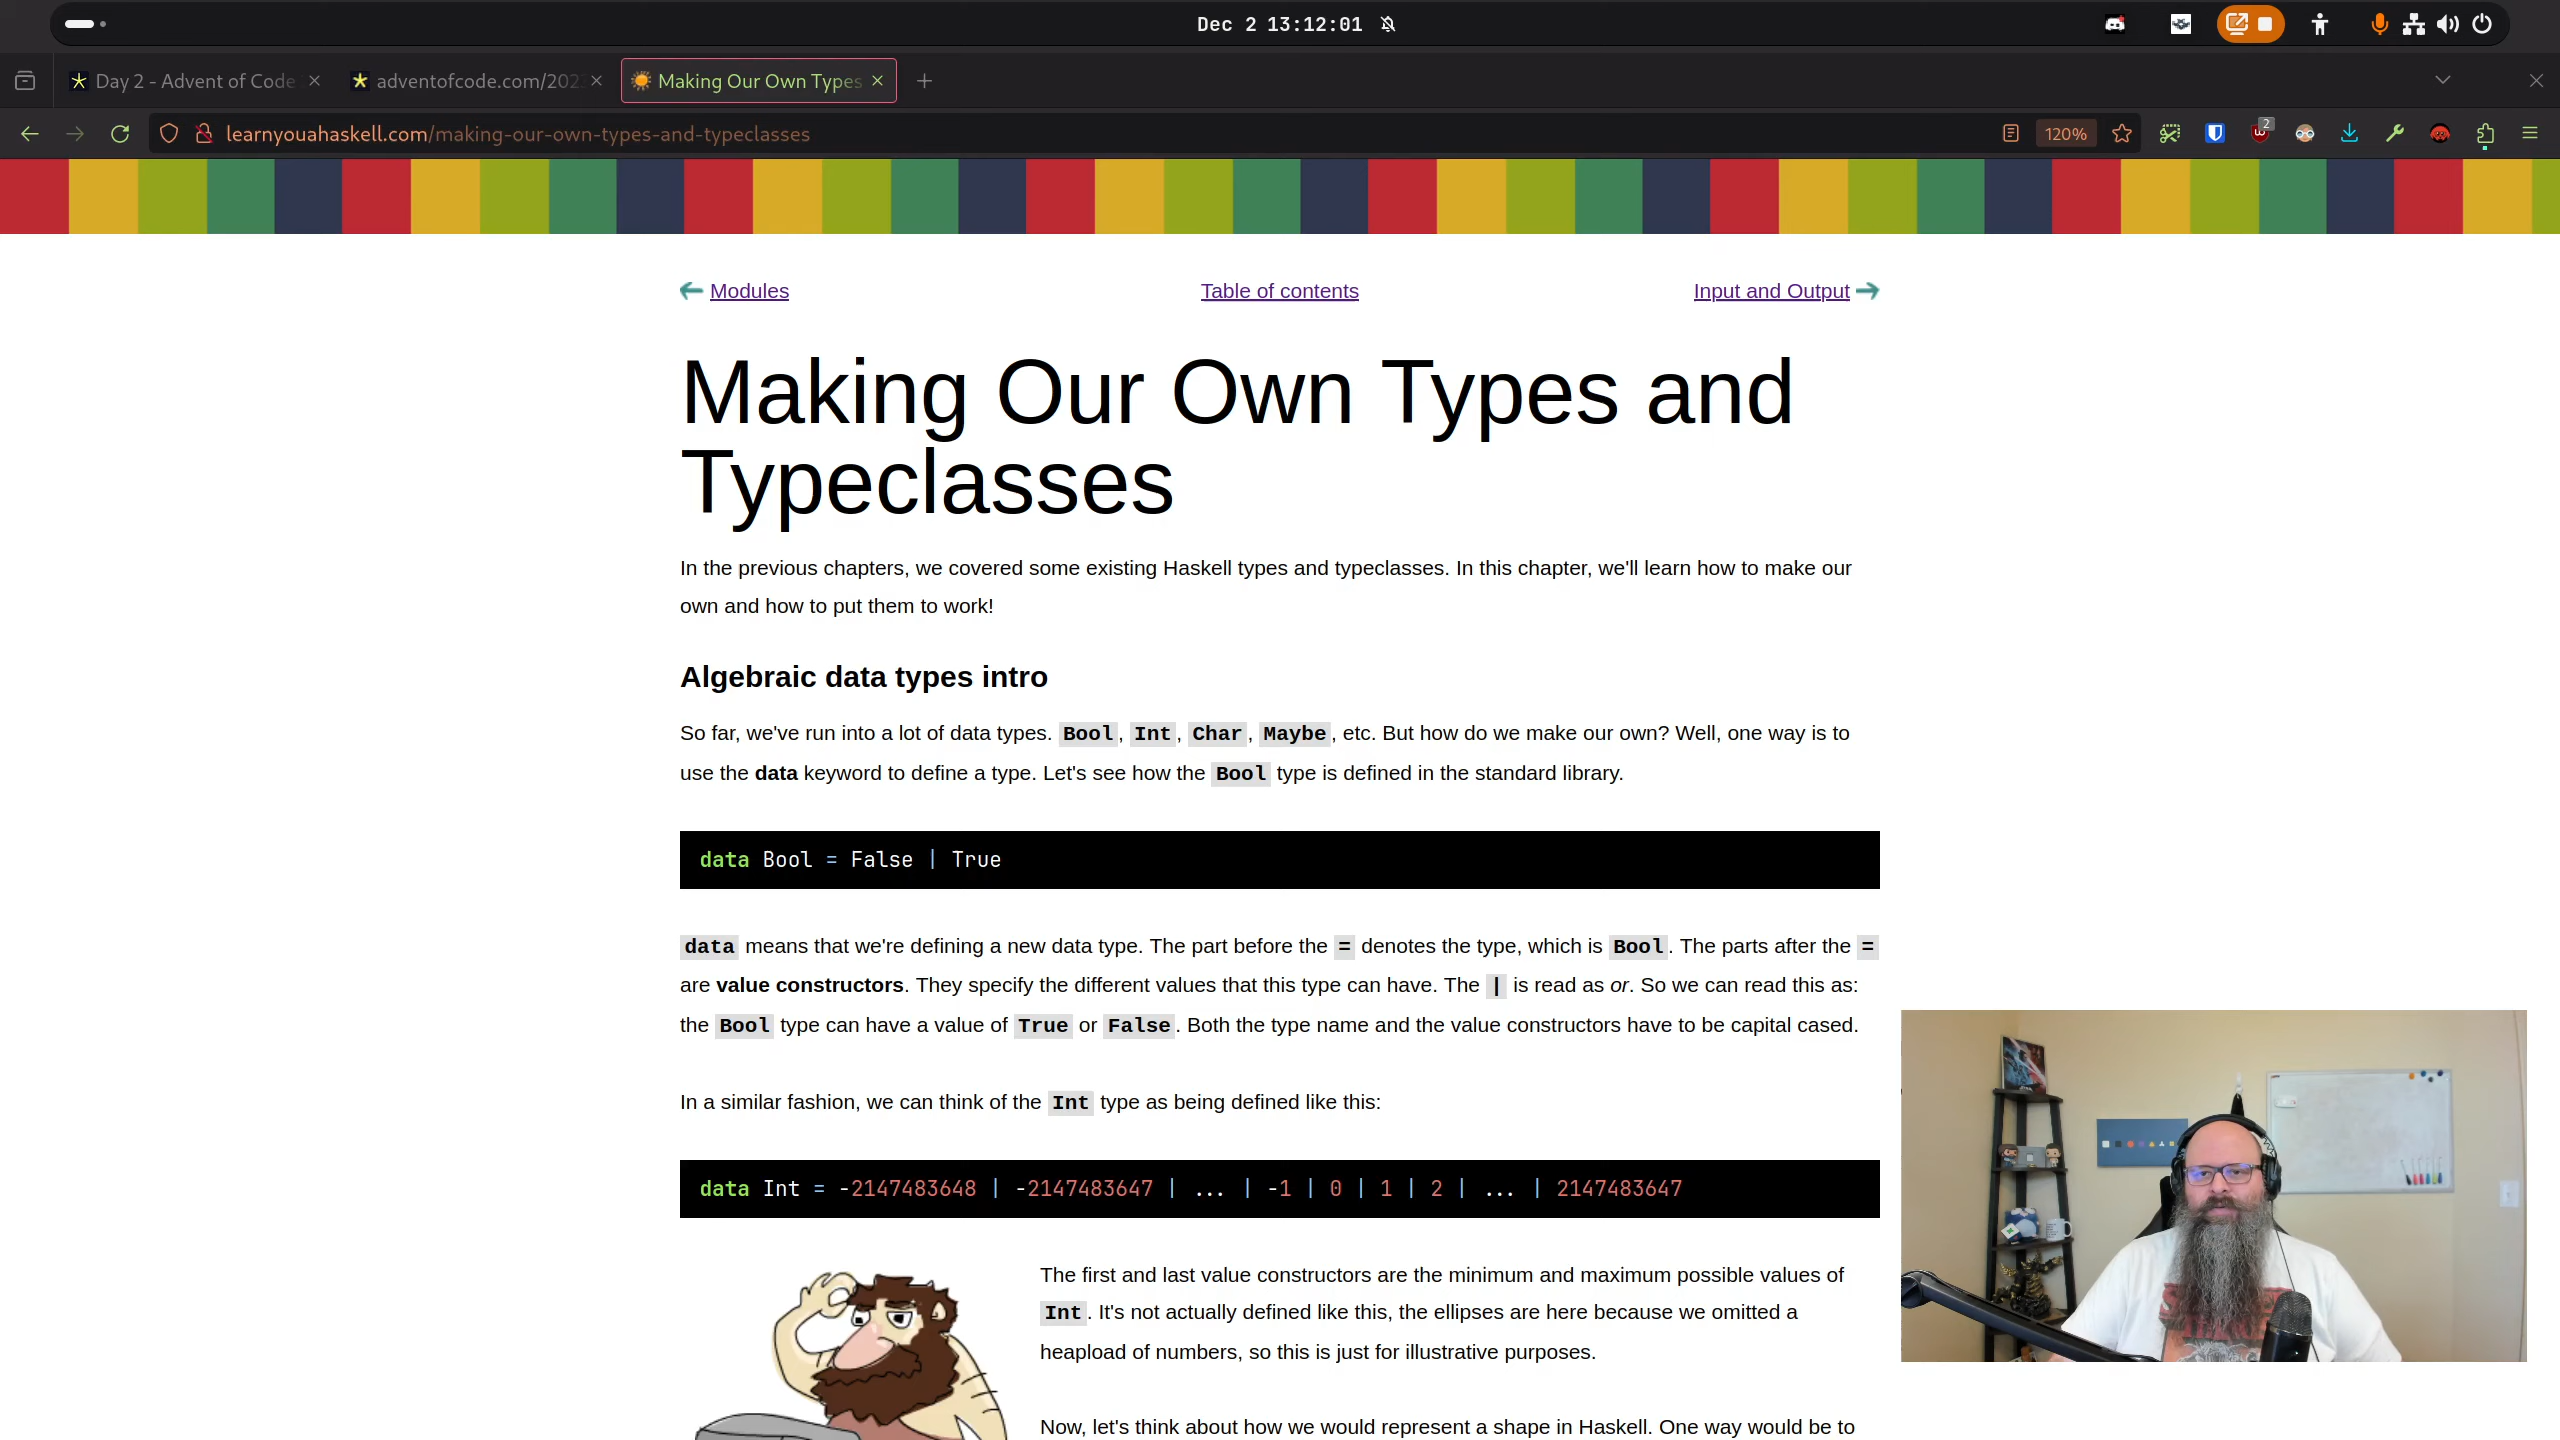 Dec 2 13:12:01
Day 2 - Advent of Code
adventofcode.com/202
Making Our Own Types
learnyouahaskell.com/making-our-own-types-and-typeclasses
120%
2
Modules
Table of contents
Input and Output
Making Our Own Types and
Typeclasses
In the previous chapters, we covered some existing Haskell types and typeclasses. In this chapter, we'll learn how to make our
own and how to put them to work!
Algebraic data types intro
So far, we've run into a lot of data types. Bool, Int, Char, Maybe, etc. But how do we make our own? Well, one way is to
use the data keyword to define a type. Let's see how the Bool type is defined in the standard library.
data Bool = False | True
data means that we're defining a new data type. The part before the = denotes the type, which is Bool. The parts after the =
are value constructors. They specify the different values that this type can have. The | is read as or. So we can read this as:
the Bool type can have a value of True or False. Both the type name and the value constructors have to be capital cased.
In a similar fashion, we can think of the Int type as being defined like this:
data Int = -2147483648 | -2147483647 | ... | -1 | 0 | 1 | 2 | ... | 2147483647
The first and last value constructors are the minimum and maximum possible values of
Int. It's not actually defined like this, the ellipses are here because we omitted a
heapload of numbers, so this is just for illustrative purposes.
Now, let's think about how we would represent a shape in Haskell. One way would be to